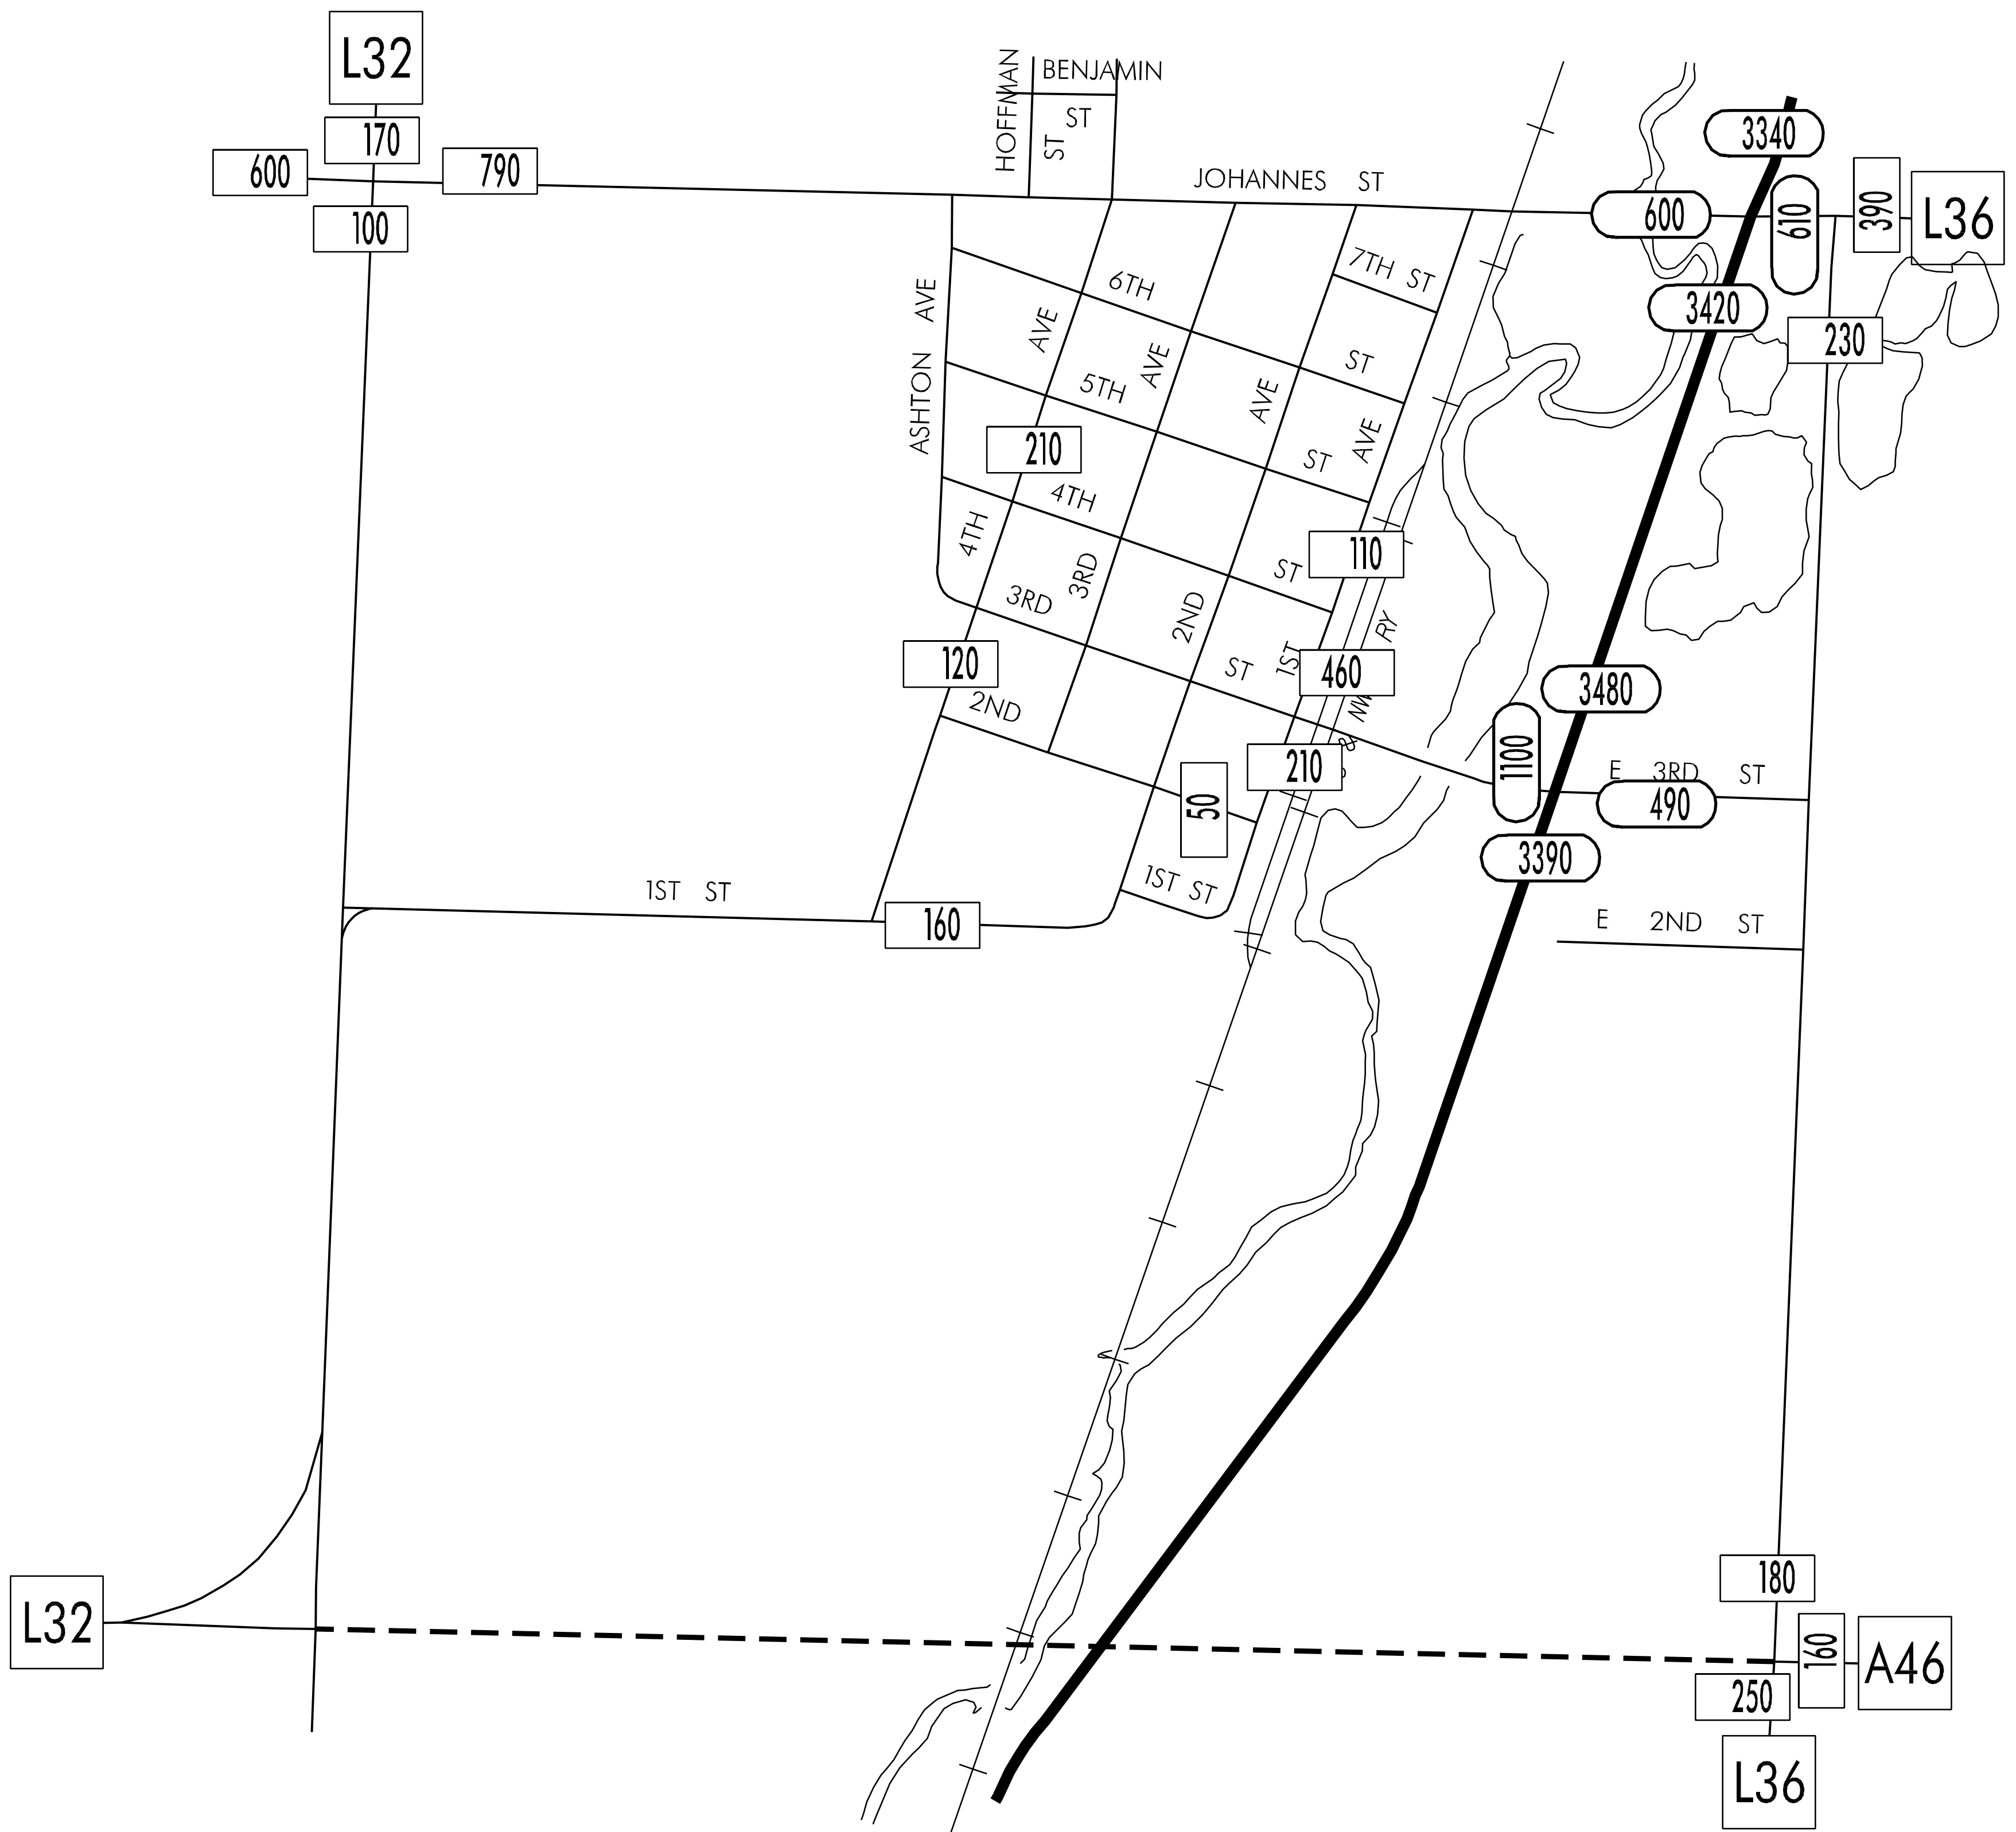 L32
170
600
790
100
HOFFMAN ST
BENJAMIN ST
JOHANNES ST
3340
600
610
390
L36
3420
230
7TH ST
6TH ST
5TH ST
4TH ST
3RD ST
2ND
ASHTON AVE
4TH AVE
3RD AVE
2ND AVE
1ST AVE
210
110
120
460
NW RY
210
50
3480
1100
E 3RD ST
490
3390
1ST ST
1ST ST
160
E 2ND ST
L32
180
160
A46
250
L36